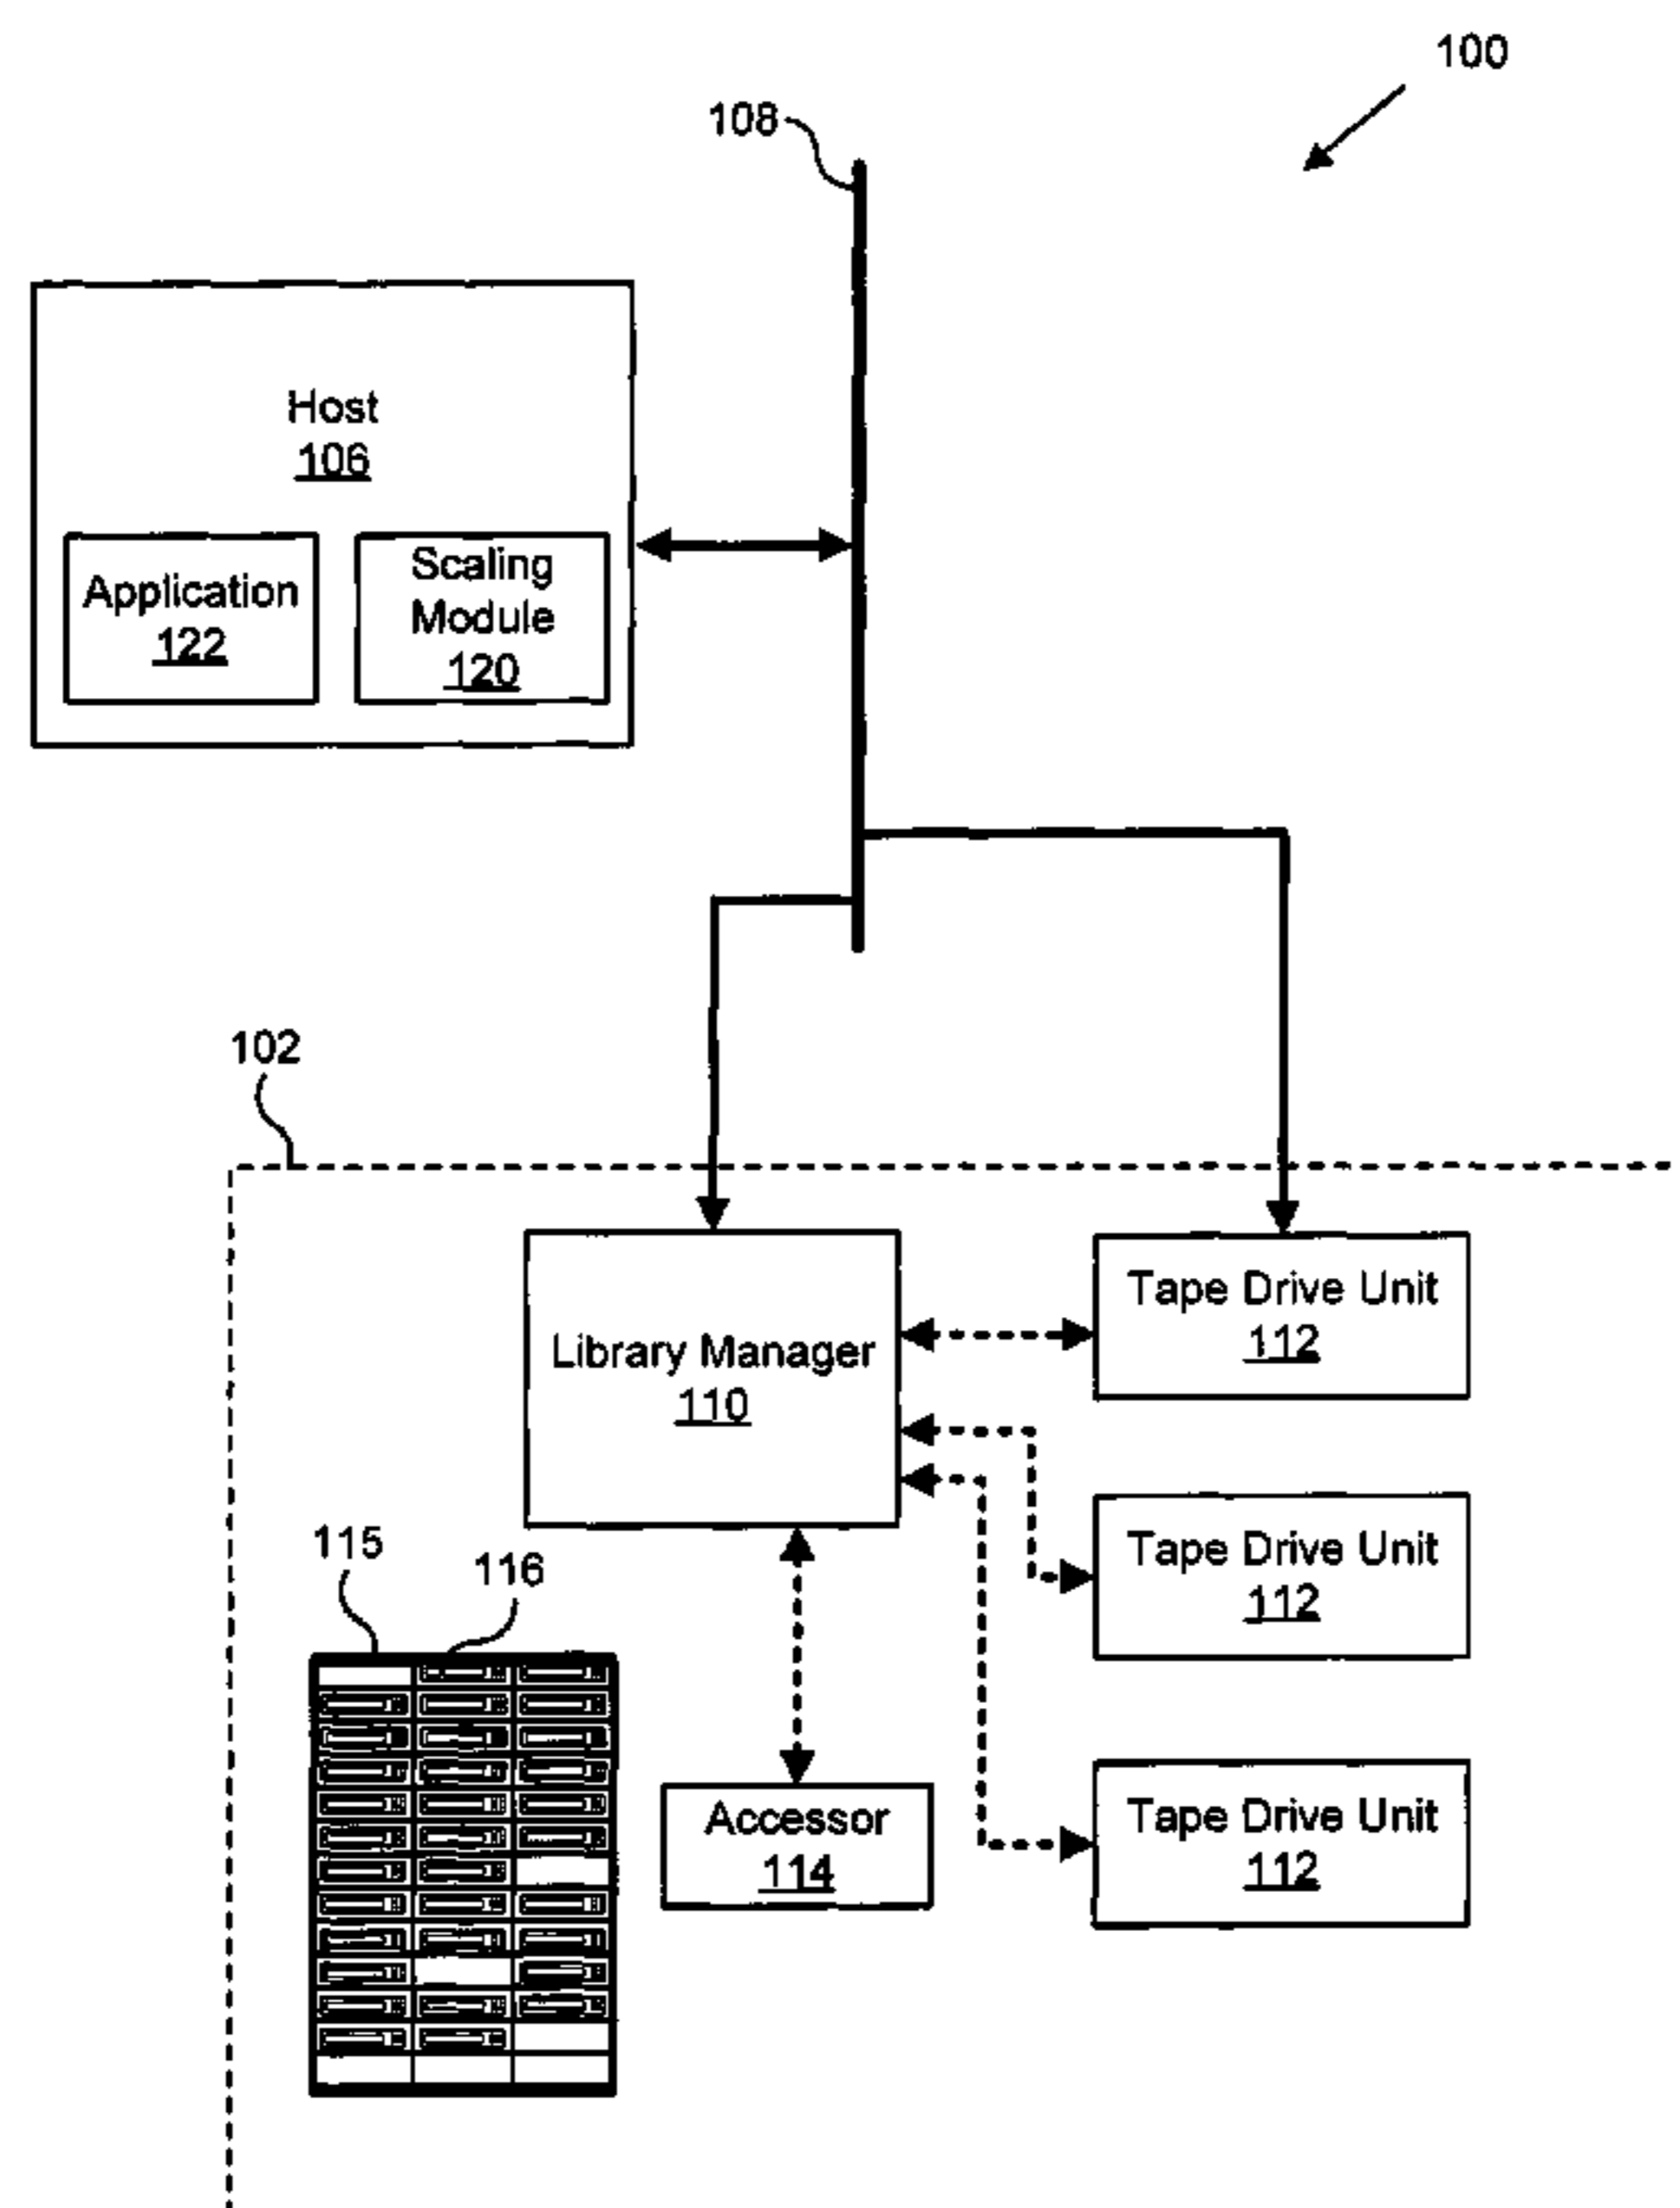 100
108
Host
106
Application
122
Scaling
Module
120
102
Library Manager
110
Tape Drive Unit
112
115
116
Tape Drive Unit
112
Accessor
114
Tape Drive Unit
112